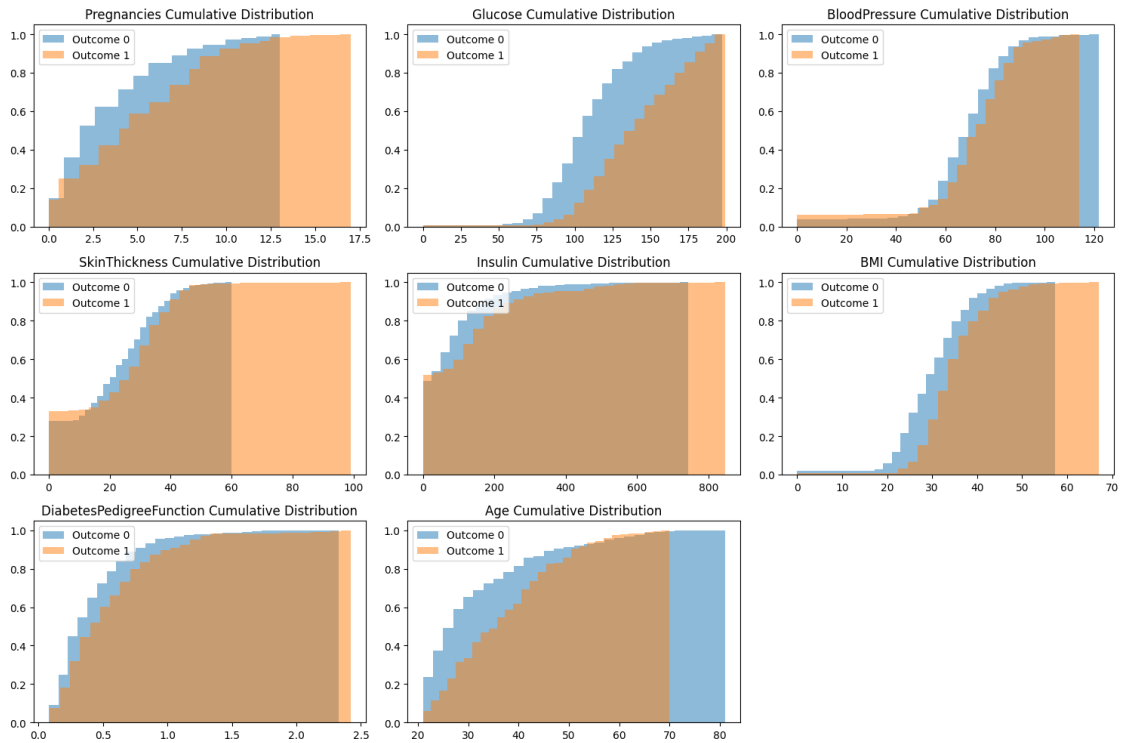 Pregnancies Cumulative Distribution
1.0
0.8
0.6
0.4
0.2
0.0
Outcome 0
Outcome 1
0.0 2.5 5.0 7.5 10.0 12.5 15.0 17.5
Glucose Cumulative Distribution
1.0
0.8
0.6
0.4
0.2
0.0
Outcome 0
Outcome 1
0 25 50 75 100 125 150 175 200
BloodPressure Cumulative Distribution
1.0
0.8
0.6
0.4
0.2
0.0
Outcome 0
Outcome 1
0 20 40 60 80 100 120
SkinThickness Cumulative Distribution
1.0
0.8
0.6
0.4
0.2
0.0
Outcome 0
Outcome 1
0 20 40 60 80 100
Insulin Cumulative Distribution
1.0
0.8
0.6
0.4
0.2
0.0
Outcome 0
Outcome 1
0 200 400 600 800
BMI Cumulative Distribution
1.0
0.8
0.6
0.4
0.2
0.0
Outcome 0
Outcome 1
0 10 20 30 40 50 60 70
DiabetesPedigreeFunction Cumulative Distribution
1.0
0.8
0.6
0.4
0.2
0.0
Outcome 0
Outcome 1
0.0 0.5 1.0 1.5 2.0 2.5
Age Cumulative Distribution
1.0
0.8
0.6
0.4
0.2
0.0
Outcome 0
Outcome 1
20 30 40 50 60 70 80